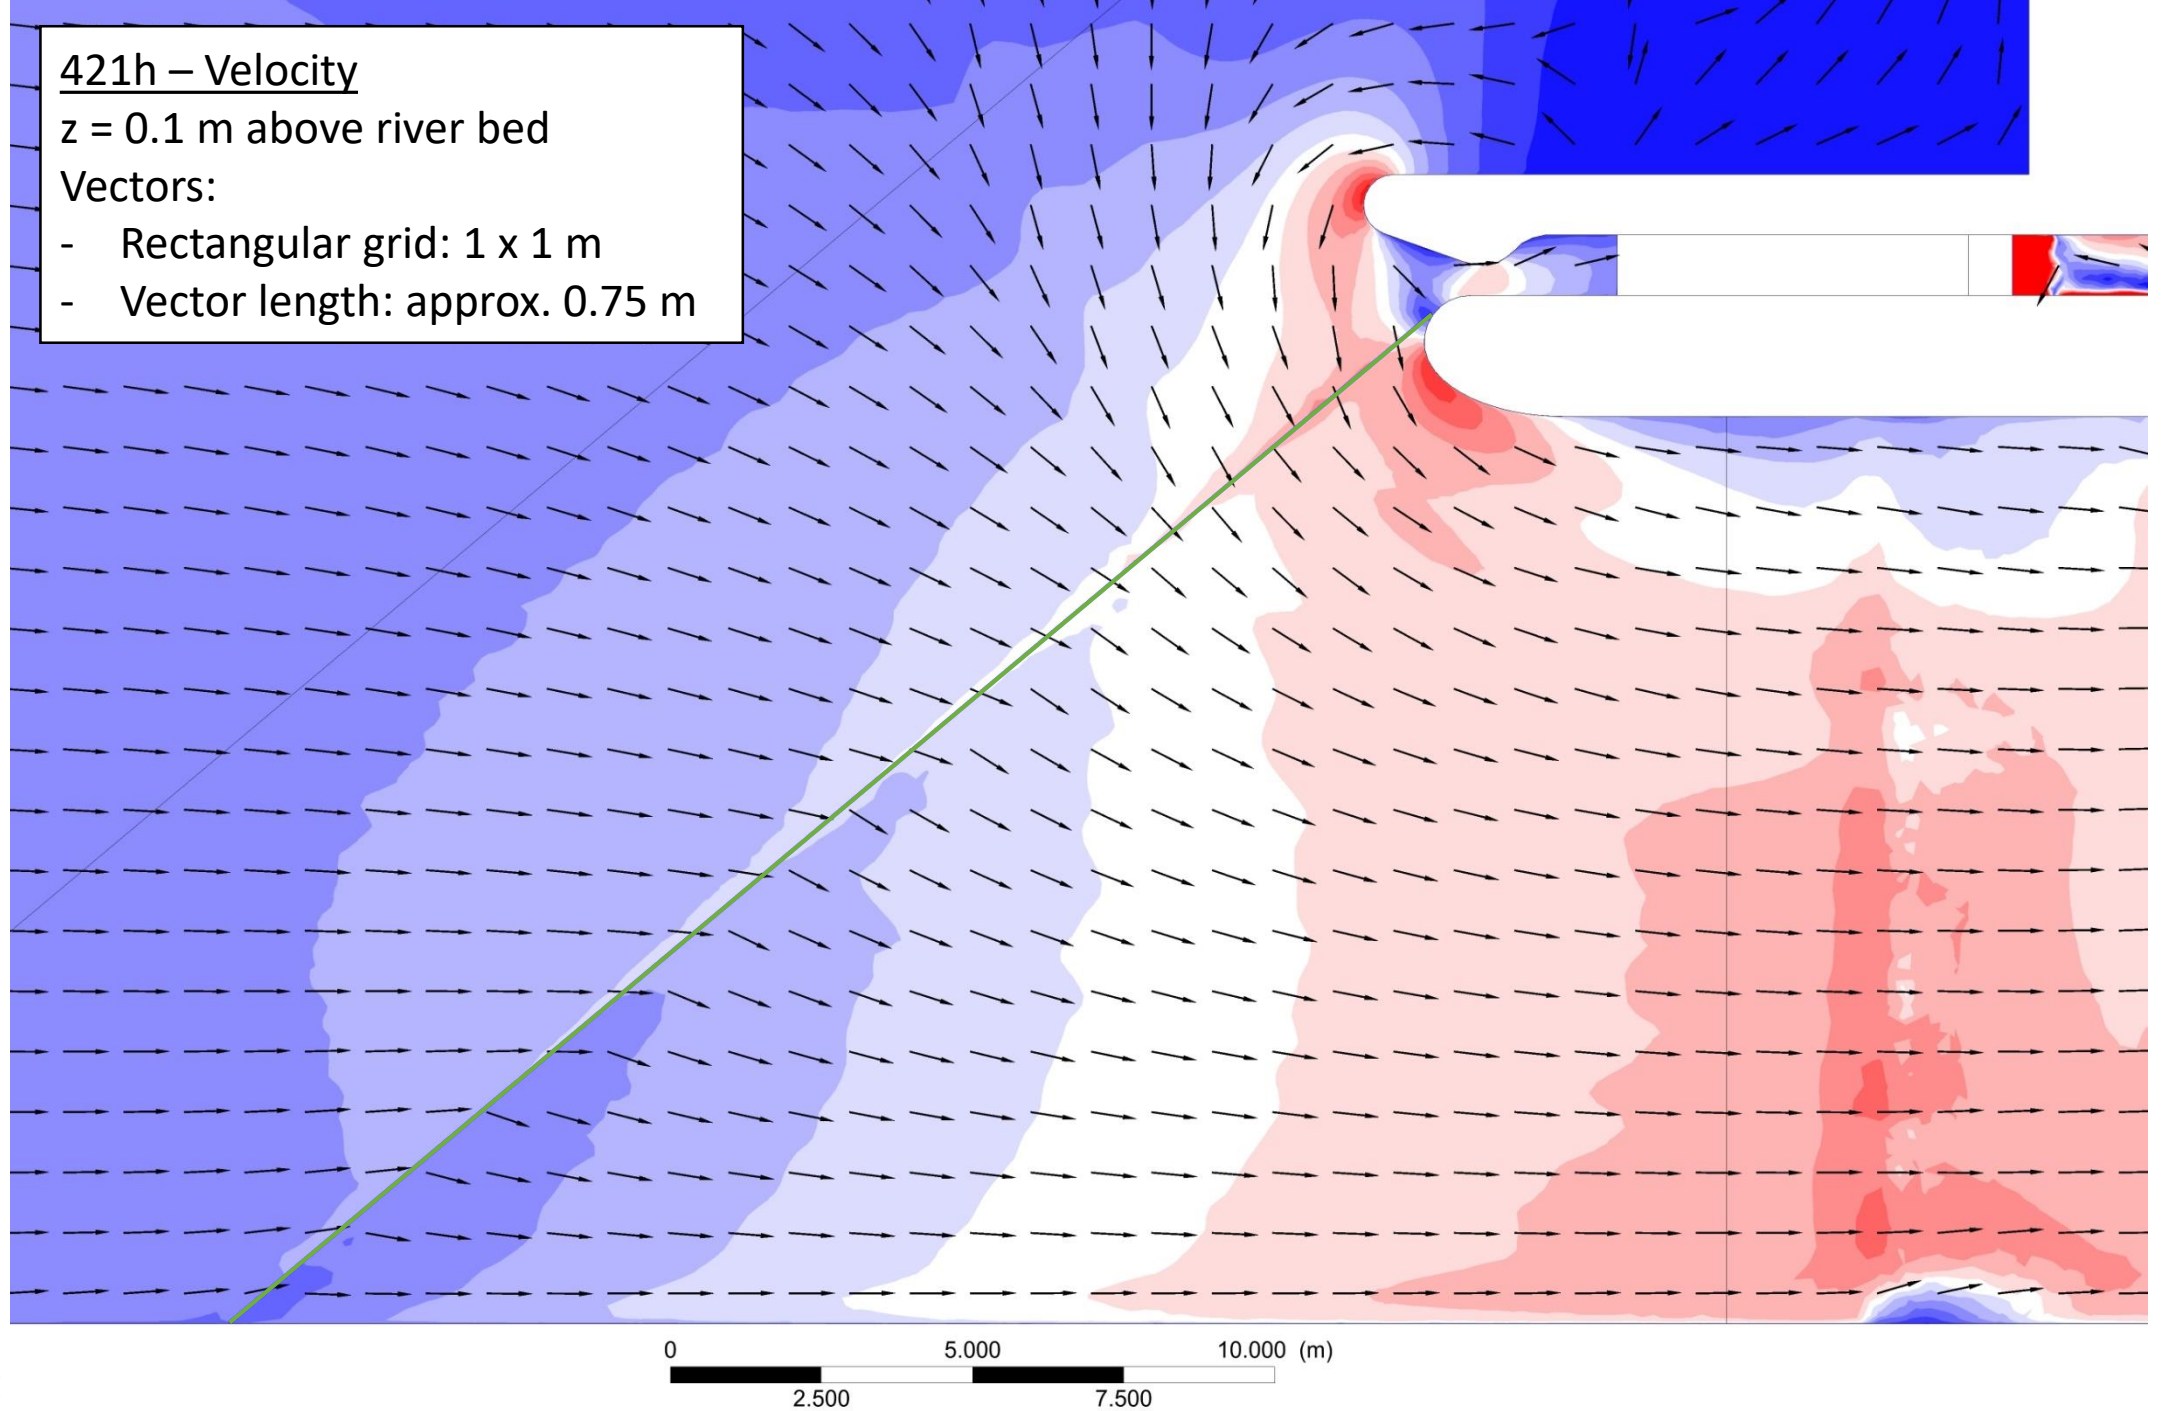 421h – Velocity
z = 0.1 m above river bed
Vectors:
- Rectangular grid: 1 x 1 m
- Vector length: approx. 0.75 m
0 5.000 10.000 (m)
2.500 7.500